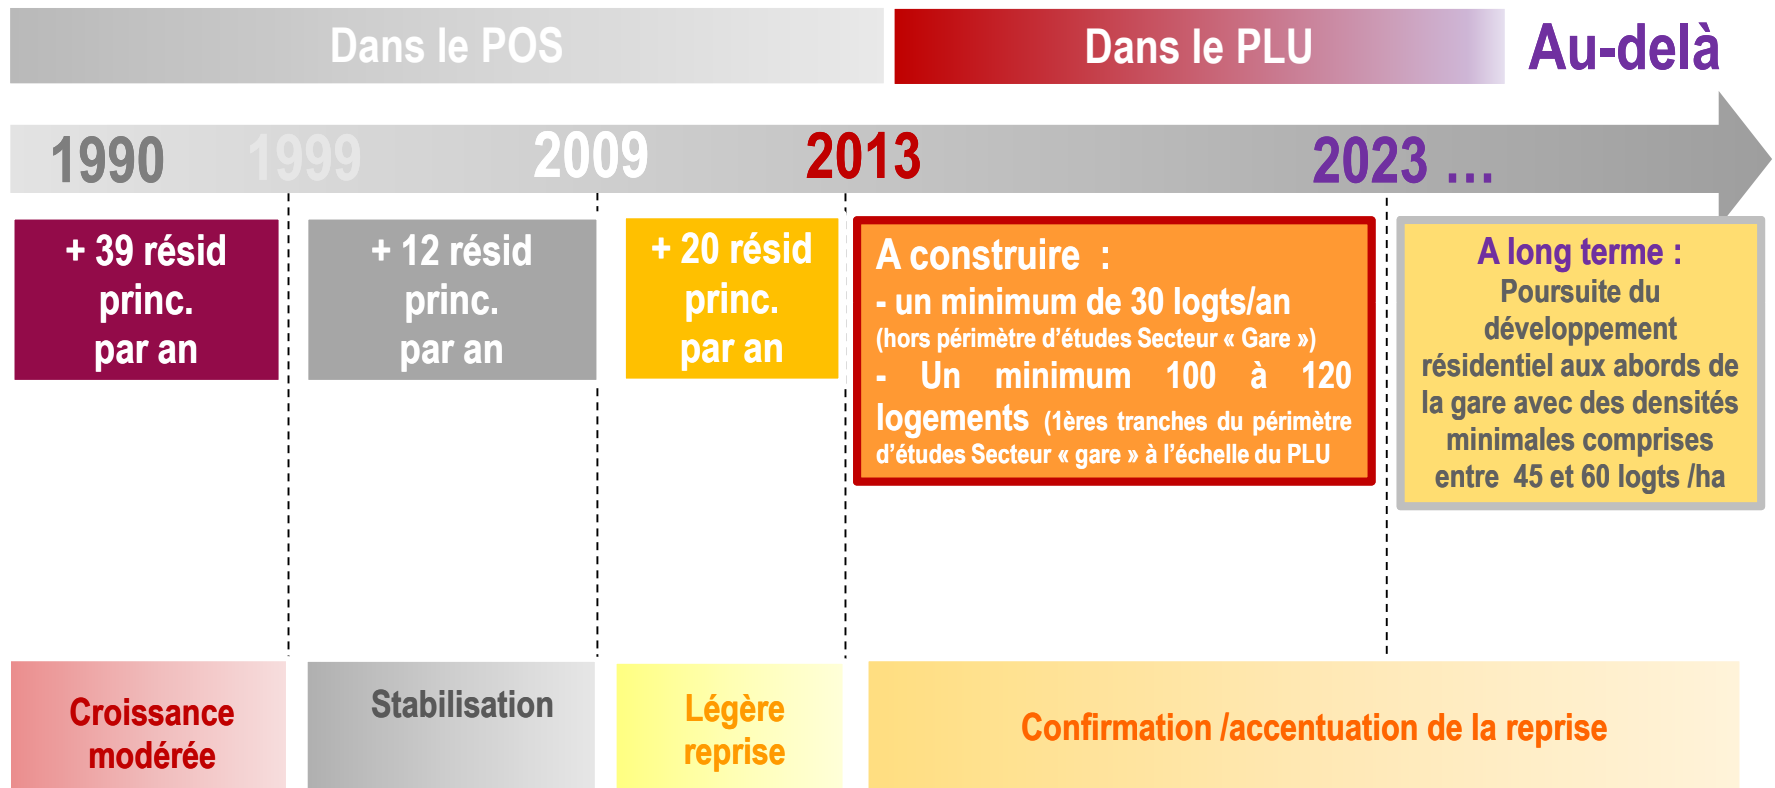 Dans le POS
Dans le PLU
Au-delà
1990
1999
2009
2013
2023 ...
+ 39 résid
princ.
par an
+ 12 résid
princ.
par an
+ 20 résid
princ.
par an
A construire :
- un minimum de 30 logts/an
(hors périmètre d’études Secteur « Gare »)
- Un minimum 100 à 120
logements (1ères tranches du périmètre
d’études Secteur « gare » à l’échelle du PLU
A long terme :
Poursuite du
développement
résidentiel aux abords de
la gare avec des densités
minimales comprises
entre 45 et 60 logts /ha
Croissance
modérée
Stabilisation
Légère
reprise
Confirmation /accentuation de la reprise